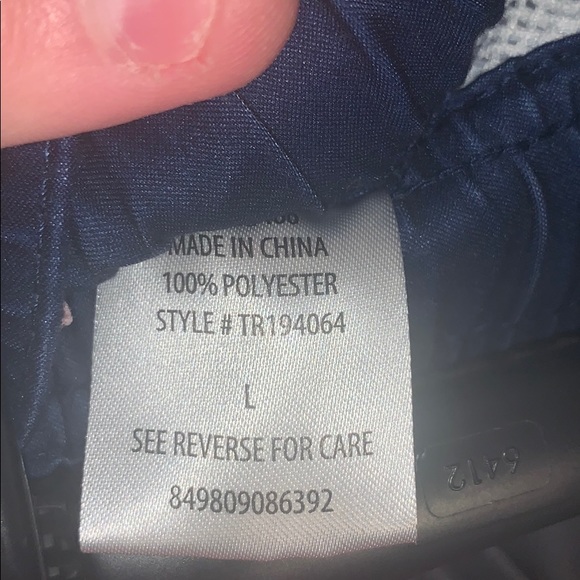 MADE IN CHINA
100% POLYESTER
STYLE # TR194064
L
SEE REVERSE FOR CARE
849809086392
6412